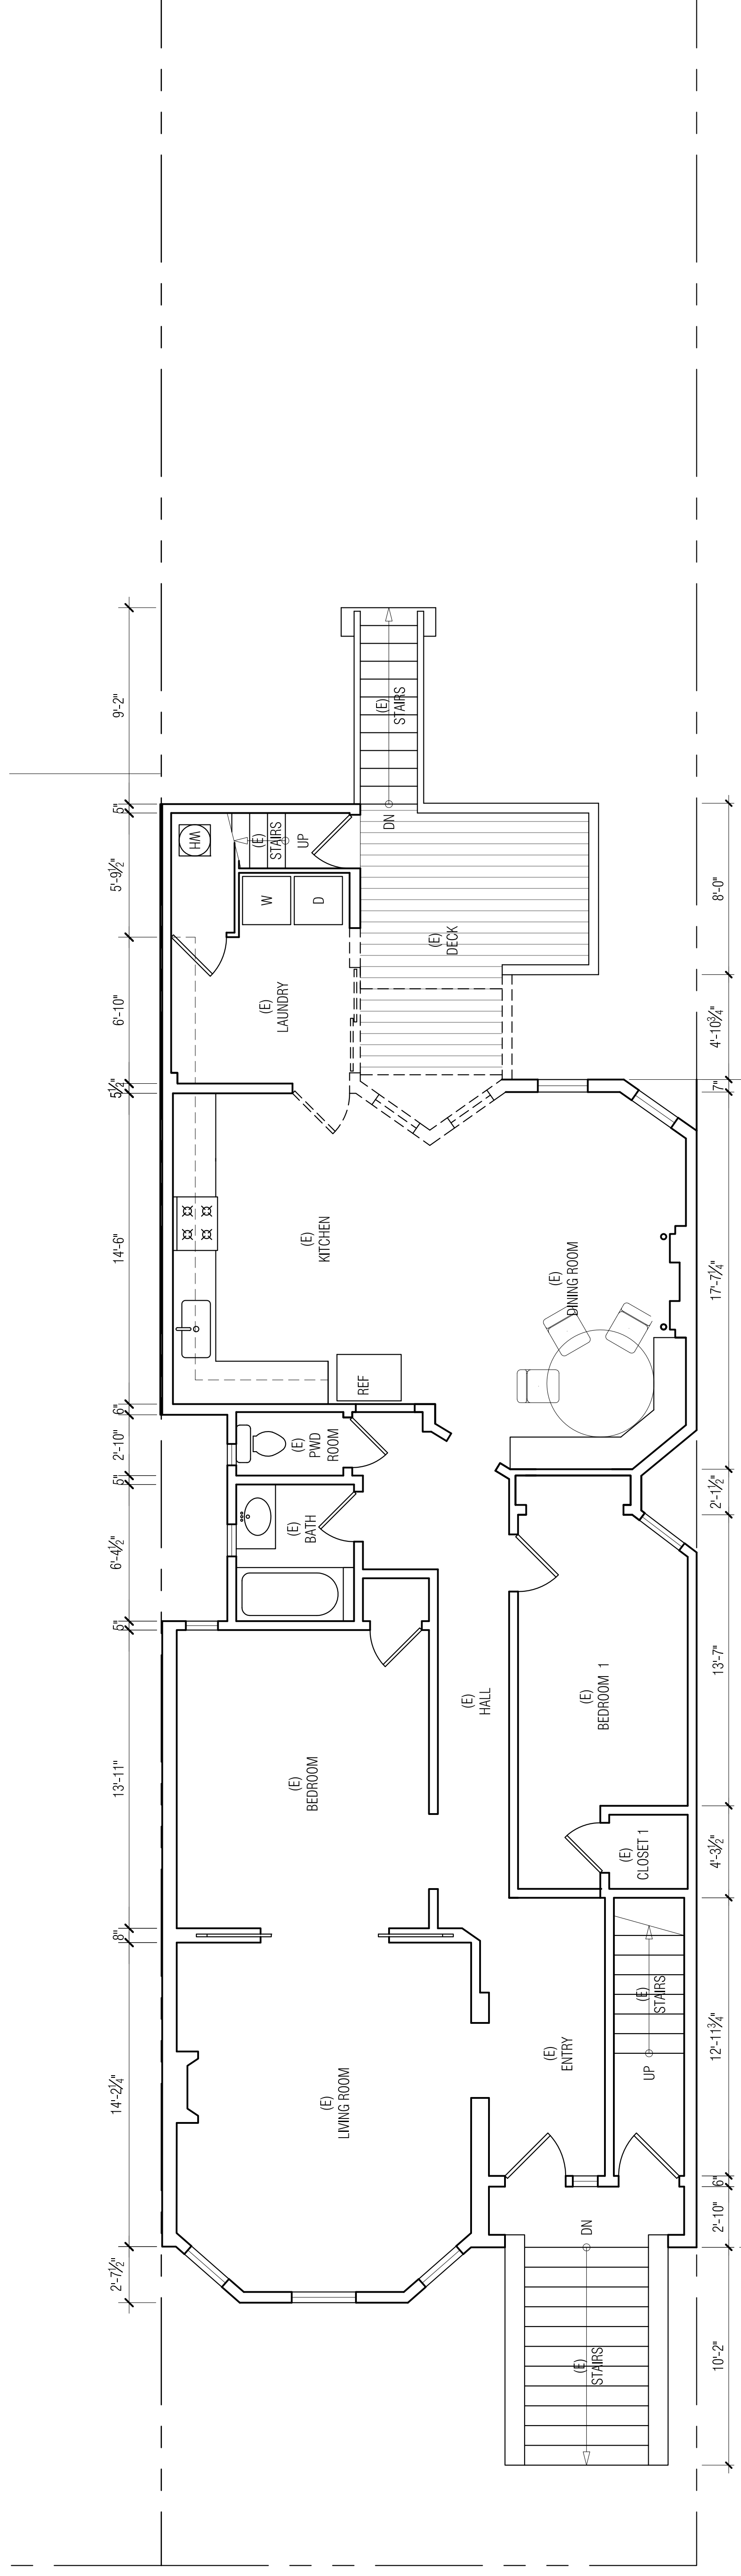 9'-2"
5"
5'-9½"
6'-10"
5½"
14'-6"
6"
2'-10"
5"
6'-4½"
5"
13'-11"
8"
14'-2¼"
2'-7½"
(E)
STAIRS
DN
HW
(E)
STAIRS
UP
W
D
(E)
DECK
(E)
LAUNDRY
(E)
KITCHEN
(E)
DINING ROOM
REF
(E)
PWD
ROOM
(E)
BATH
(E)
HALL
(E)
BEDROOM 1
(E)
BEDROOM
(E)
CLOSET 1
(E)
STAIRS
UP
(E)
ENTRY
(E)
LIVING ROOM
DN
(E)
STAIRS
8'-0"
4'-10¾"
7"
17'-7¼"
2'-1½"
13'-7"
4'-3½"
12'-11¾"
6"
2'-10"
10'-2"